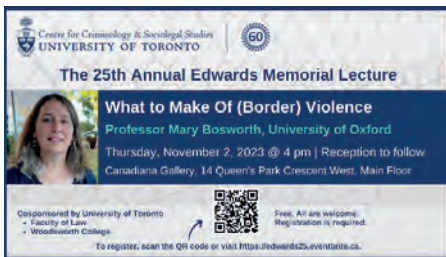 Centre for Criminology & Sociolegal Studies
UNIVERSITY OF TORONTO
60
The 25th Annual Edwards Memorial Lecture
What to Make Of (Border) Violence
Professor Mary Bosworth, University of Oxford
Thursday, November 2, 2023 @ 4 pm | Reception to follow
Canadiana Gallery, 14 Queen's Park Crescent West, Main Floor
Cosponsored by University of Toronto
• Faculty of Law
• Woodsworth College
Free. All are welcome.
Registration is required.
To register, scan the QR code or visit https://edwards25.eventbrite.ca.